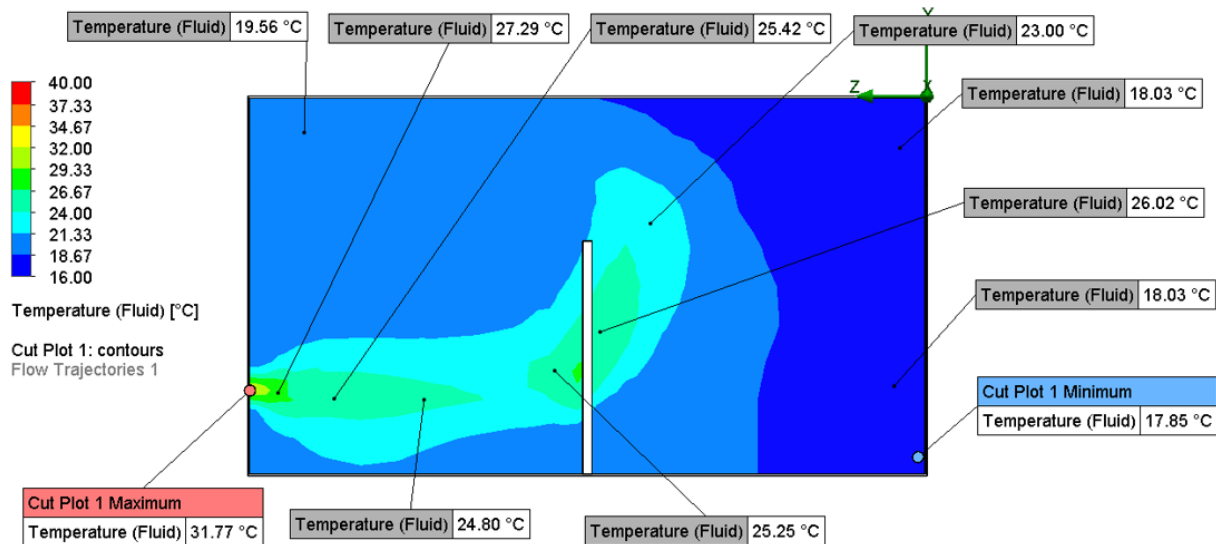 Temperature (Fluid) 19.56 °C
Temperature (Fluid) 27.29 °C
Temperature (Fluid) 25.42 °C
Temperature (Fluid) 23.00 °C
Y
Z
X
40.00
37.33
34.67
32.00
29.33
26.67
24.00
21.33
18.67
16.00
Temperature (Fluid) [°C]
Cut Plot 1: contours
Flow Trajectories 1
Temperature (Fluid) 18.03 °C
Temperature (Fluid) 26.02 °C
Temperature (Fluid) 18.03 °C
Cut Plot 1 Minimum
Temperature (Fluid) 17.85 °C
Cut Plot 1 Maximum
Temperature (Fluid) 31.77 °C
Temperature (Fluid) 24.80 °C
Temperature (Fluid) 25.25 °C